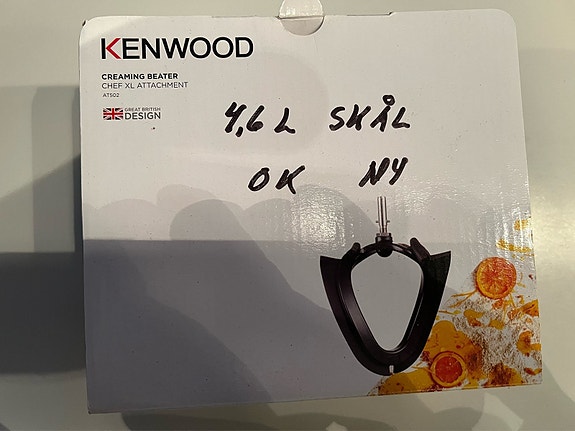 KENWOOD
CREAMING BEATER
CHEF XL ATTACHMENT
AT502
GREAT BRITISH
DESIGN
4,6 L SKÅL
OK NY